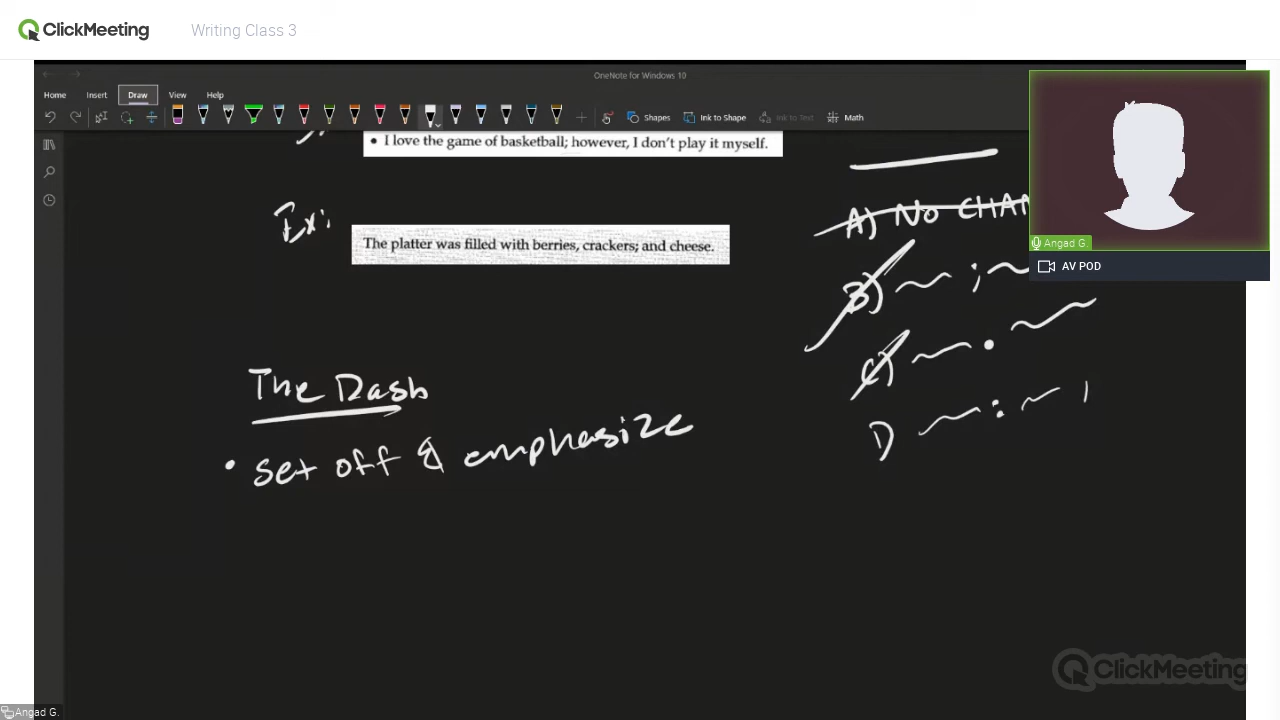 ClickMeeting Writing Class 3
OneNote for Windows 10
Home Insert Draw View Help
Shapes Ink to Shape Ink to Text Math
• I love the game of basketball; however, I don't play it myself.
Ex:
The platter was filled with berries, crackers; and cheese.
A) NO CHAN
B) ;
C) .
D :
Angad G.
AV POD
The Dash
• set off & emphasize
ClickMeeting
Angad G.